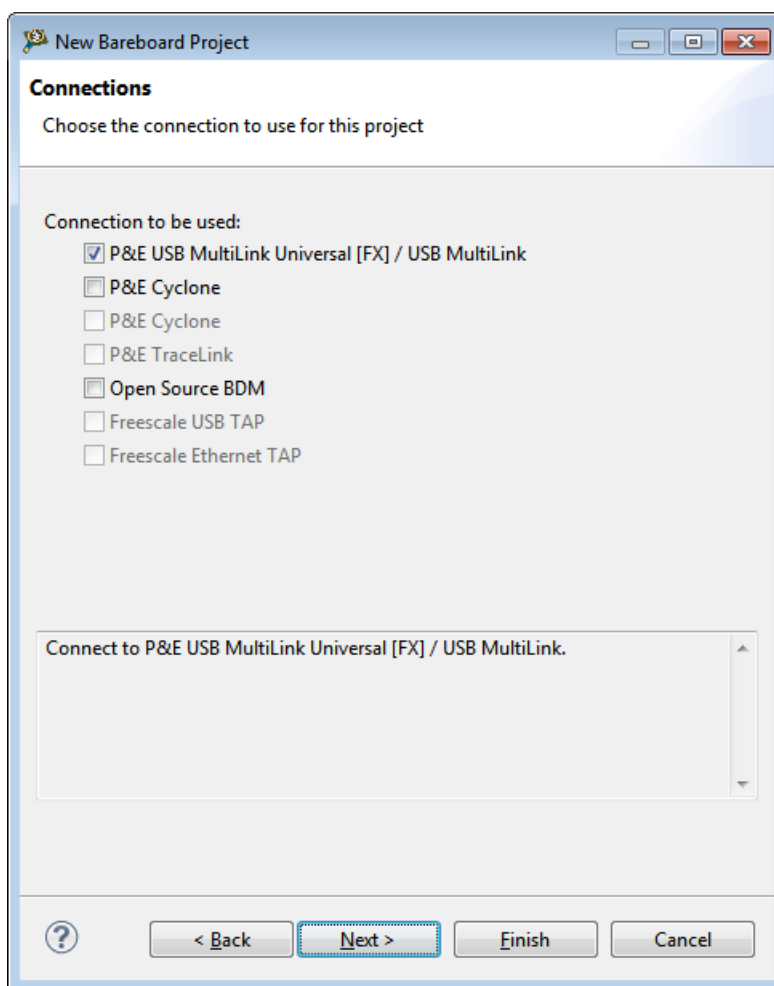 New Bareboard Project
Connections
Choose the connection to use for this project
Connection to be used:
P&E USB MultiLink Universal [FX] / USB MultiLink
P&E Cyclone
P&E Cyclone
P&E TraceLink
Open Source BDM
Freescale USB TAP
Freescale Ethernet TAP
Connect to P&E USB MultiLink Universal [FX] / USB MultiLink.
? < Back Next > Finish Cancel